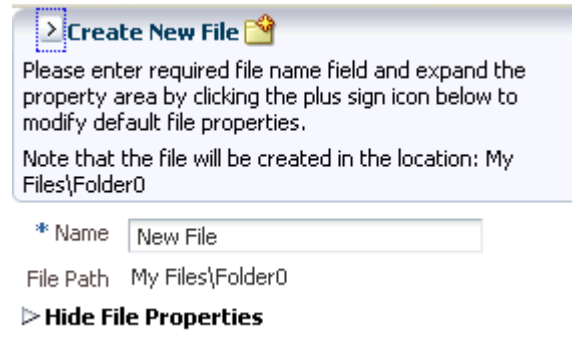 Create New File
Please enter required file name field and expand the
property area by clicking the plus sign icon below to
modify default file properties.
Note that the file will be created in the location: My
Files\Folder0
* Name New File
File Path My Files\Folder0
Hide File Properties